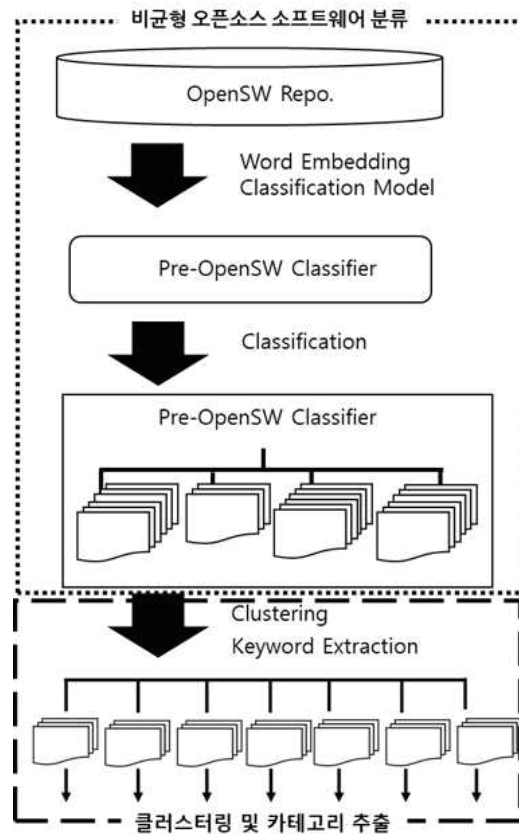 비균형 오픈소스 소프트웨어 분류
OpenSW Repo.
Word Embedding
Classification Model
Pre-OpenSW Classifier
Classification
Pre-OpenSW Classifier
Clustering
Keyword Extraction
클러스터링 및 카테고리 추출